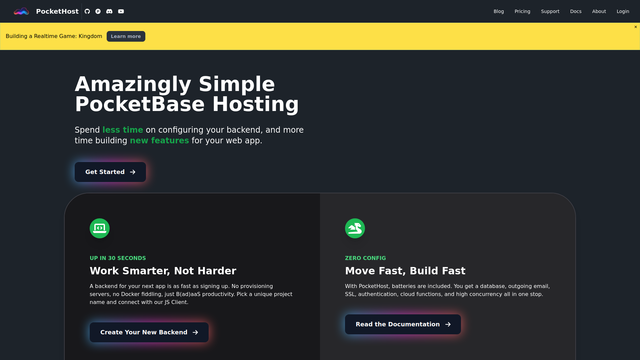 PocketHost
Blog Pricing Support Docs About Login
Building a Realtime Game: Kingdom Learn more
Amazingly Simple
PocketBase Hosting
Spend less time on configuring your backend, and more
time building new features for your web app.
Get Started →
UP IN 30 SECONDS
Work Smarter, Not Harder
A backend for your next app is as fast as signing up. No provisioning
servers, no Docker fiddling, just B(ad)aaS productivity. Pick a unique project
name and connect with our JS Client.
Create Your New Backend →
ZERO CONFIG
Move Fast, Build Fast
With PocketHost, batteries are included. You get a database, outgoing email,
SSL, authentication, cloud functions, and high concurrency all in one stop.
Read the Documentation →